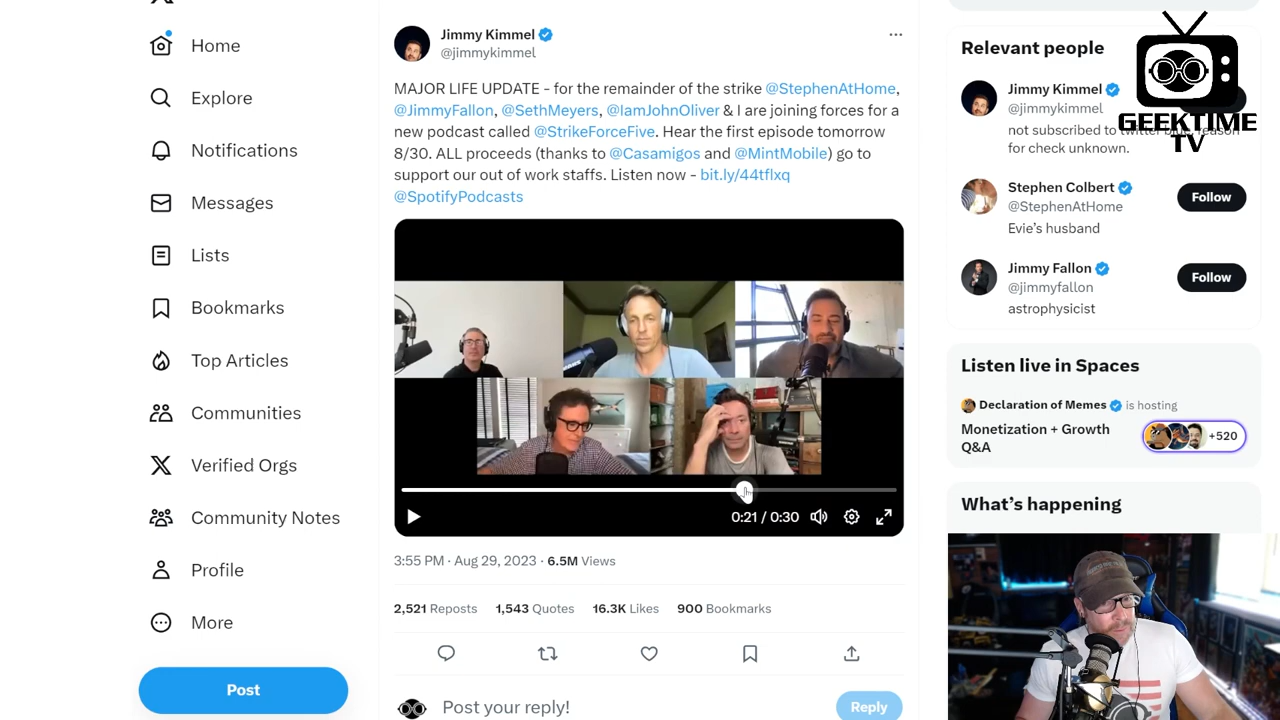 Home
Explore
Notifications
Messages
Lists
Bookmarks
Top Articles
Communities
Verified Orgs
Community Notes
Profile
More
Post
Jimmy Kimmel
@jimmykimmel
MAJOR LIFE UPDATE - for the remainder of the strike @StephenAtHome,
@JimmyFallon, @SethMeyers, @IamJohnOliver & I are joining forces for a
new podcast called @StrikeForceFive. Hear the first episode tomorrow
8/30. ALL proceeds (thanks to @Casamigos and @MintMobile) go to
support our out of work staffs. Listen now - bit.ly/44tflxq
@SpotifyPodcasts
0:21 / 0:30
3:55 PM · Aug 29, 2023 · 6.5M Views
2,521 Reposts 1,543 Quotes 16.3K Likes 900 Bookmarks
Post your reply!
Reply
Relevant people
Jimmy Kimmel
@jimmykimmel
not subscribed to twitter blue. reason
for check unknown.
GEEKTIME
TV
Stephen Colbert
@StephenAtHome
Follow
Evie's husband
Jimmy Fallon
@jimmyfallon
Follow
astrophysicist
Listen live in Spaces
Declaration of Memes is hosting
Monetization + Growth
Q&A
+520
What's happening